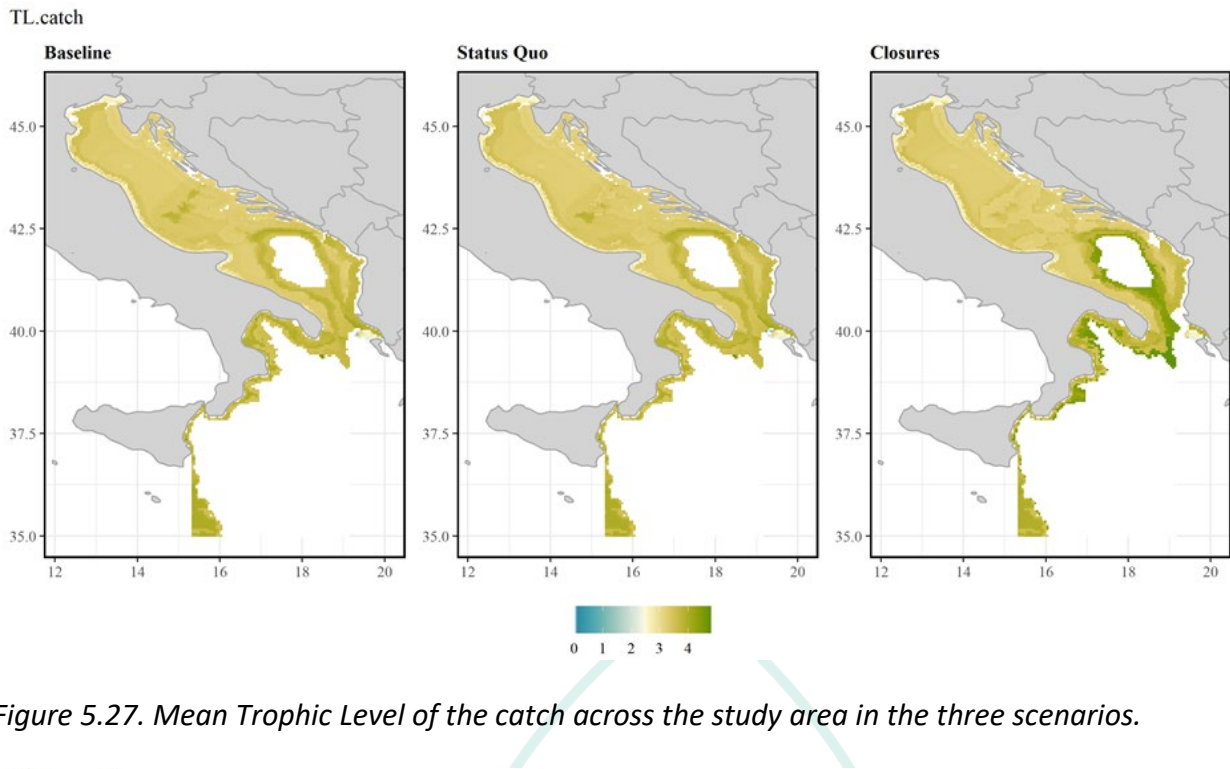 TL.catch
Baseline Status Quo Closures
45.0 45.0 45.0
42.5 42.5 42.5
40.0 40.0 40.0
37.5 37.5 37.5
35.0 35.0 35.0
12 14 16 18 20 12 14 16 18 20 12 14 16 18 20
0 1 2 3 4
Figure 5.27. Mean Trophic Level of the catch across the study area in the three scenarios.